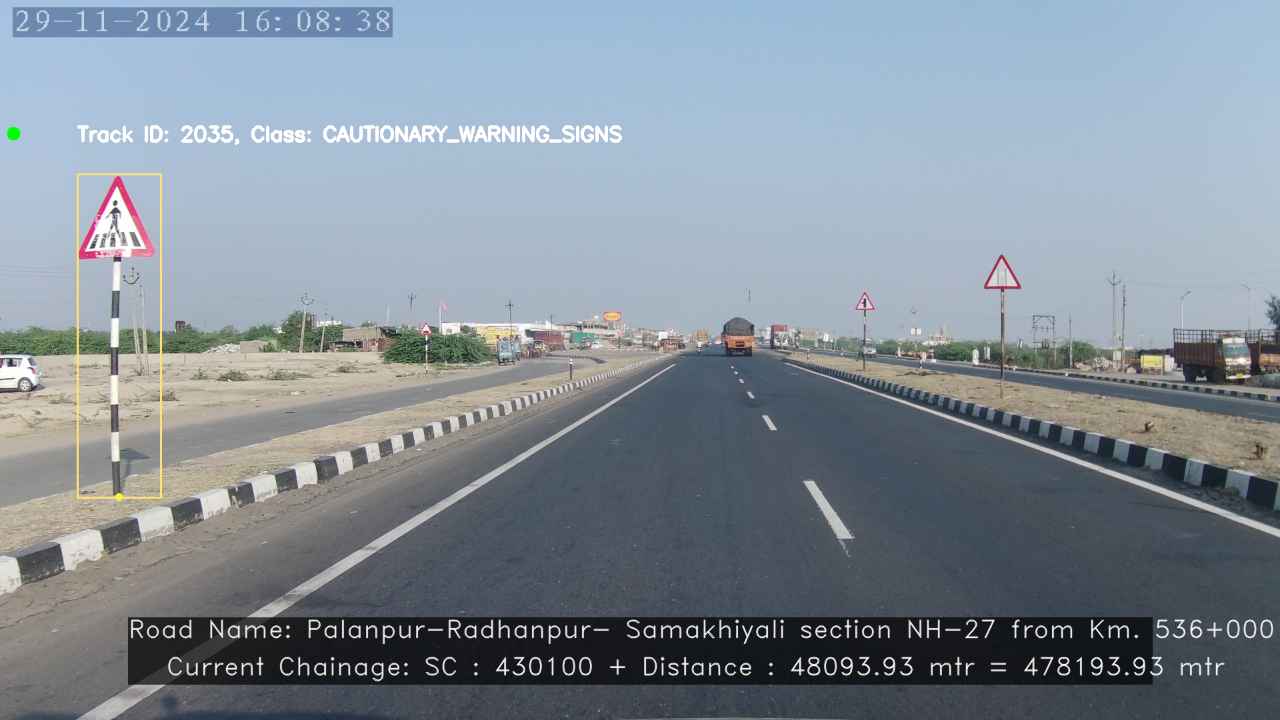 29-11-2024 16:08:38
Track ID: 2035, Class: CAUTIONARY_WARNING_SIGNS
Road Name: Palanpur-Radhanpur- Samakhiyali section NH-27 from Km. 536+000
Current Chainage: SC : 430100 + Distance : 48093.93 mtr = 478193.93 mtr